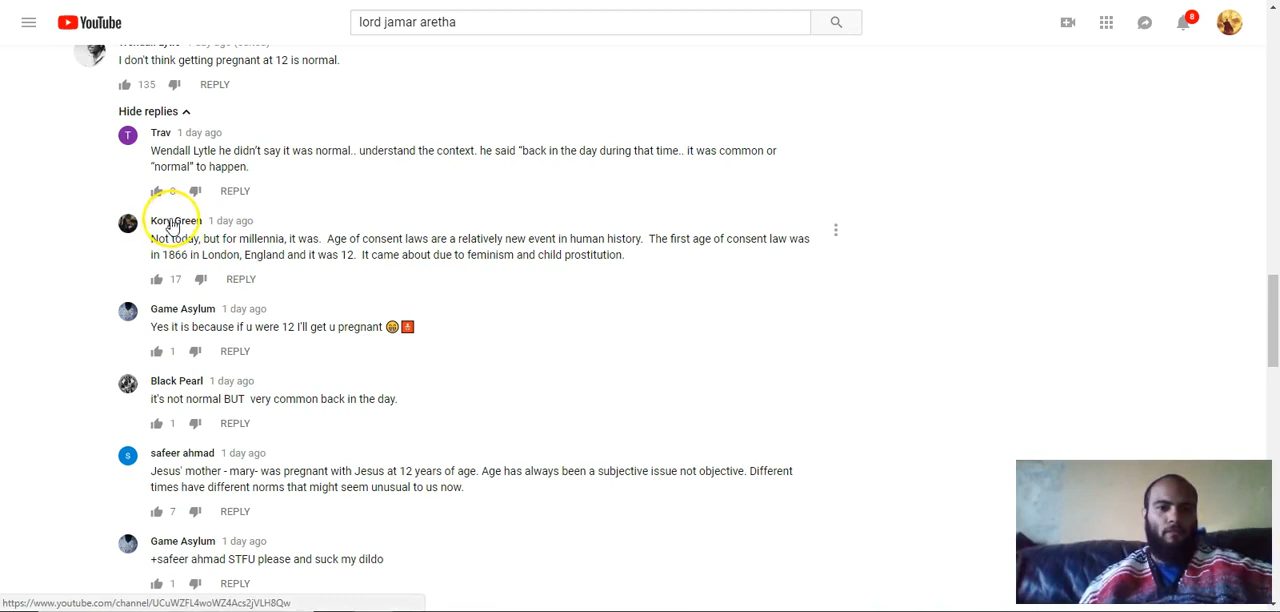 YouTube
lord jamar aretha
8
Wendall Lytle 1 day ago (edited)
I don't think getting pregnant at 12 is normal.
135 REPLY
Hide replies
T Trav 1 day ago
Wendall Lytle he didn't say it was normal.. understand the context. he said "back in the day during that time.. it was common or
"normal" to happen.
REPLY
Kory Green 1 day ago
Not today, but for millennia, it was. Age of consent laws are a relatively new event in human history. The first age of consent law was
in 1866 in London, England and it was 12. It came about due to feminism and child prostitution.
17 REPLY
Game Asylum 1 day ago
Yes it is because if u were 12 I'll get u pregnant
1 REPLY
Black Pearl 1 day ago
it's not normal BUT very common back in the day.
1 REPLY
s safeer ahmad 1 day ago
Jesus' mother - mary- was pregnant with Jesus at 12 years of age. Age has always been a subjective issue not objective. Different
times have different norms that might seem unusual to us now.
7 REPLY
Game Asylum 1 day ago
+safeer ahmad STFU please and suck my dildo
1 REPLY
https://www.youtube.com/channel/UCuWZFL4woWZ4Acs2jVLH8Qw